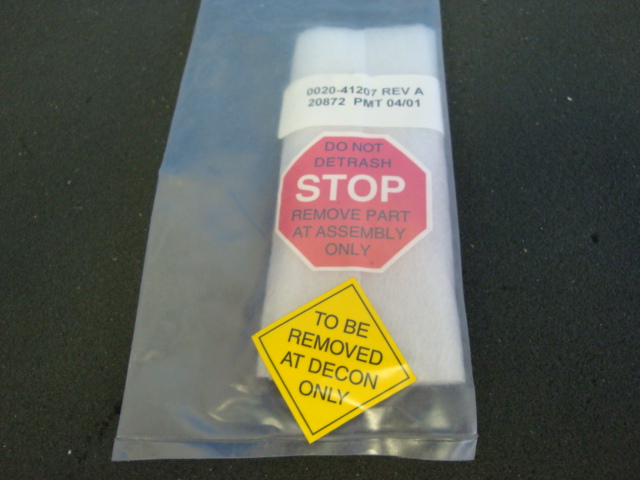 0020-41207 REV A
20872 PMT 04/01
DO NOT
DETRASH
STOP
REMOVE PART
AT ASSEMBLY
ONLY
TO BE
REMOVED
AT DECON
ONLY